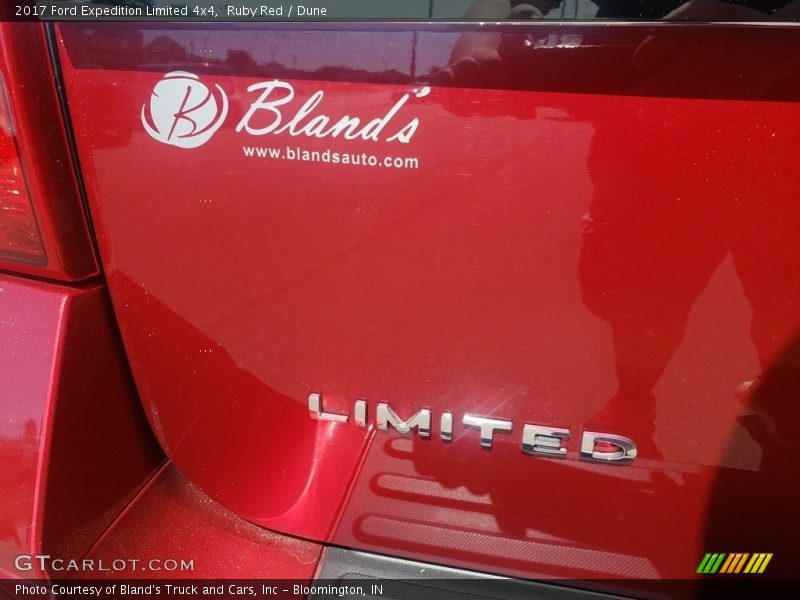 2017 Ford Expedition Limited 4x4, Ruby Red / Dune
B Bland's
www.blandsauto.com
LIMITED
GTCARLOT.COM
Photo Courtesy of Bland's Truck and Cars, Inc - Bloomington, IN